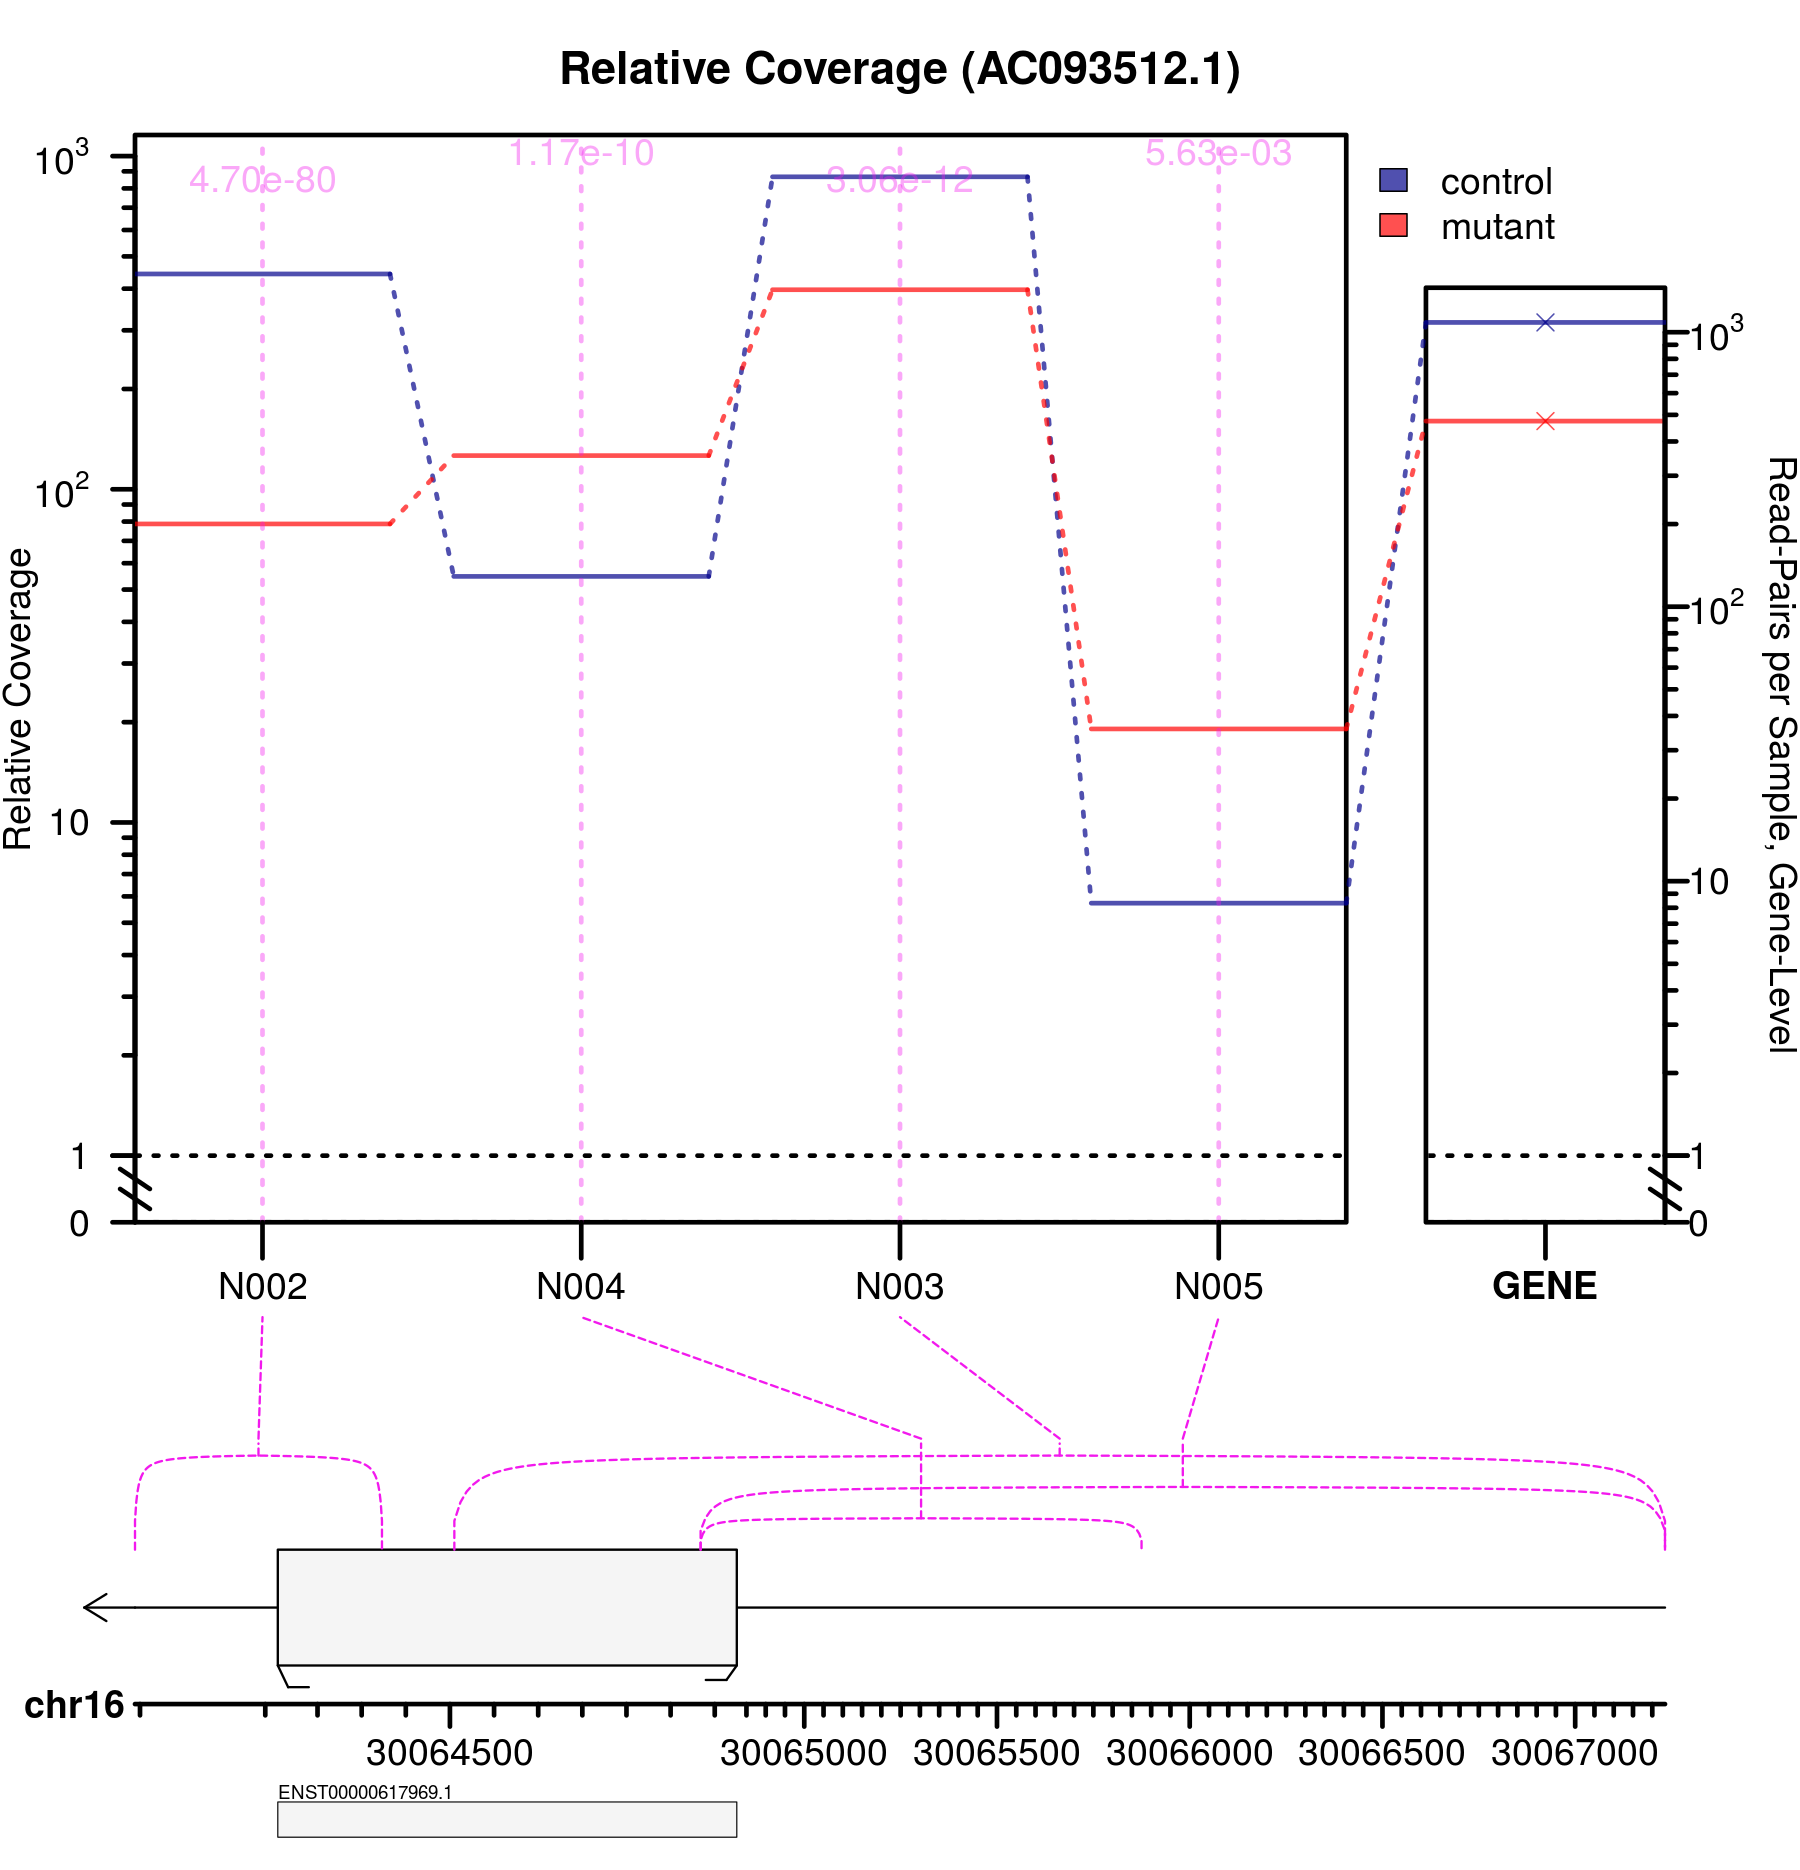 Relative Coverage (AC093512.1)
4.70e-80
1.17e-10
3.06e-12
5.63e-03
control
mutant
10³
10²
10
1
0
Relative Coverage
10³
10²
10
1
0
Read-Pairs per Sample, Gene-Level
N002 N004 N003 N005 GENE
chr16
30064500 30065000 30065500 30066000 30066500 30067000
ENST00000617969.1